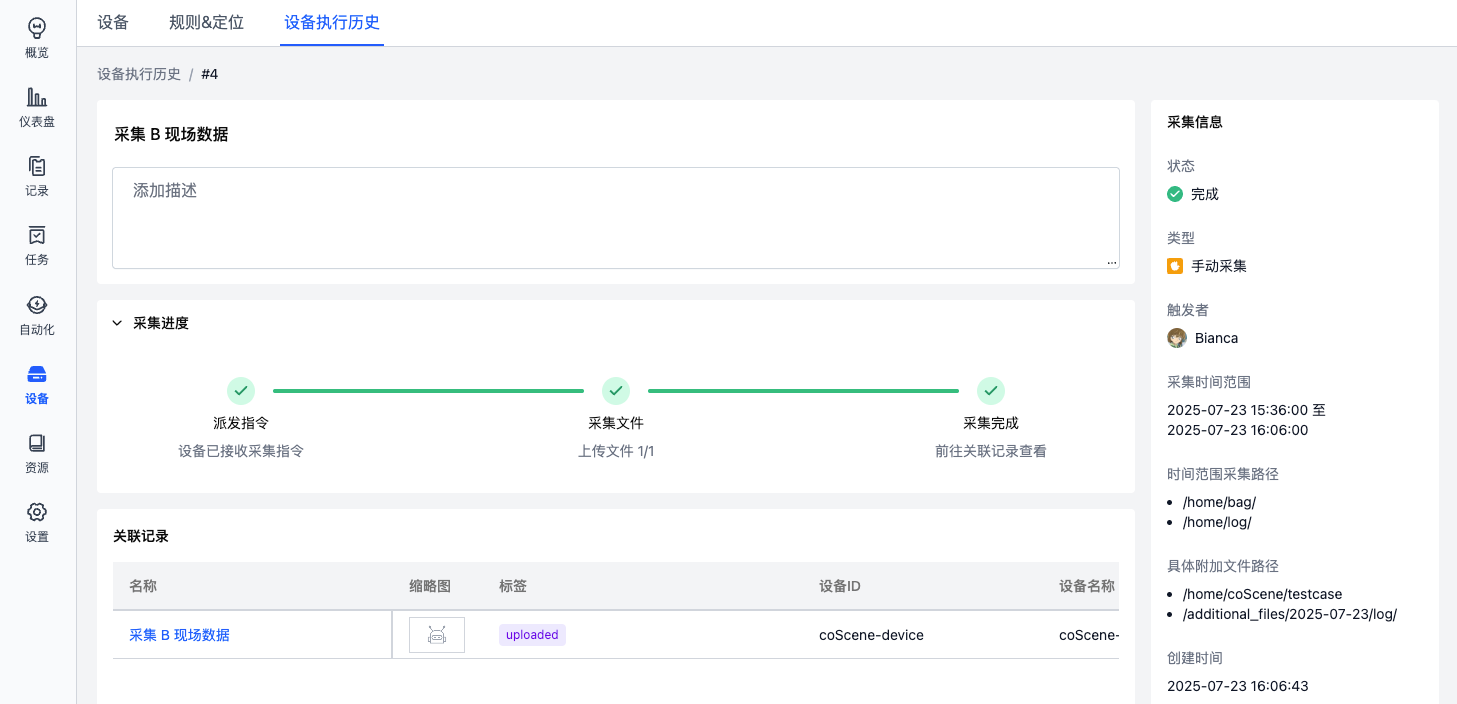 概览
仪表盘
记录
任务
自动化
设备
资源
设置
设备 规则&定位 设备执行历史
设备执行历史 / #4
采集 B 现场数据
添加描述
采集进度
派发指令 采集文件 采集完成
设备已接收采集指令 上传文件 1/1 前往关联记录查看
关联记录
名称 缩略图 标签 设备ID 设备名称
采集 B 现场数据 uploaded coScene-device coScene-
采集信息
状态
完成
类型
手动采集
触发者
Bianca
采集时间范围
2025-07-23 15:36:00 至
2025-07-23 16:06:00
时间范围采集路径
• /home/bag/
• /home/log/
具体附加文件路径
• /home/coScene/testcase
• /additional_files/2025-07-23/log/
创建时间
2025-07-23 16:06:43